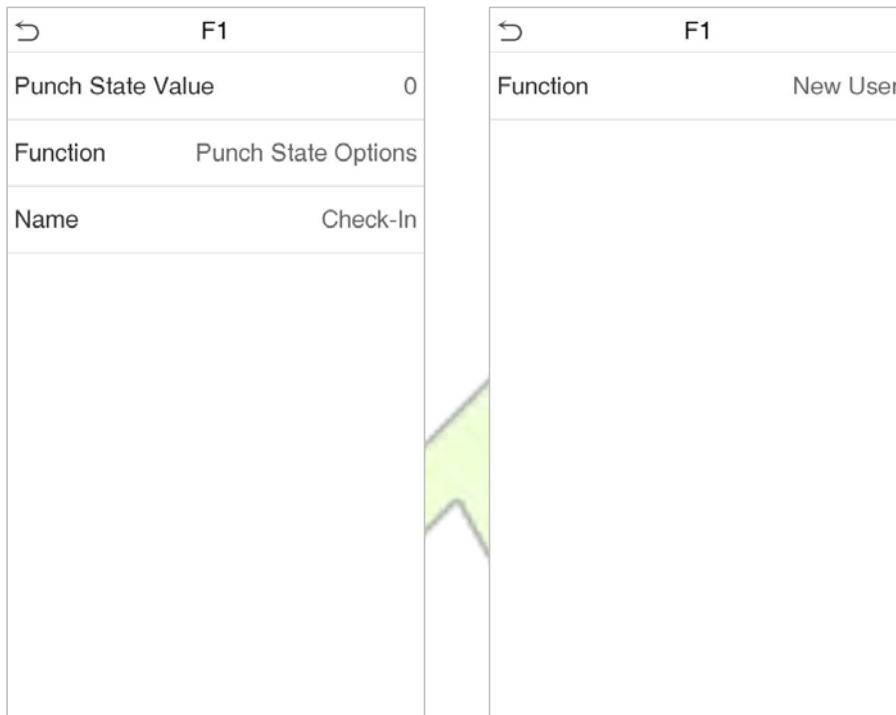 F1
Punch State Value 0
Function Punch State Options
Name Check-In
F1
Function New User